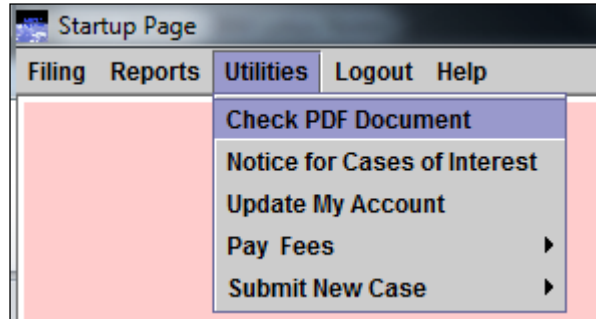 Startup Page
Filing Reports Utilities Logout Help
Check PDF Document
Notice for Cases of Interest
Update My Account
Pay Fees
Submit New Case